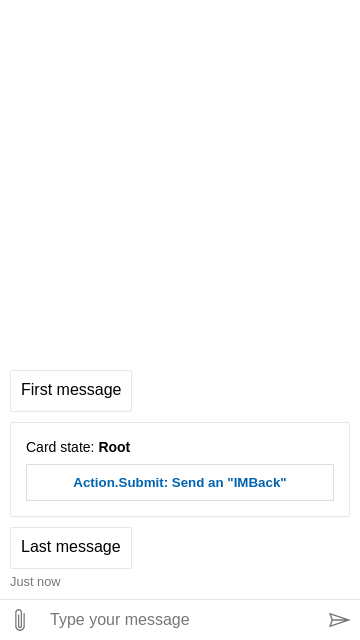 First message
Card state: Root
Action.Submit: Send an "IMBack"
Last message
Just now
Type your message